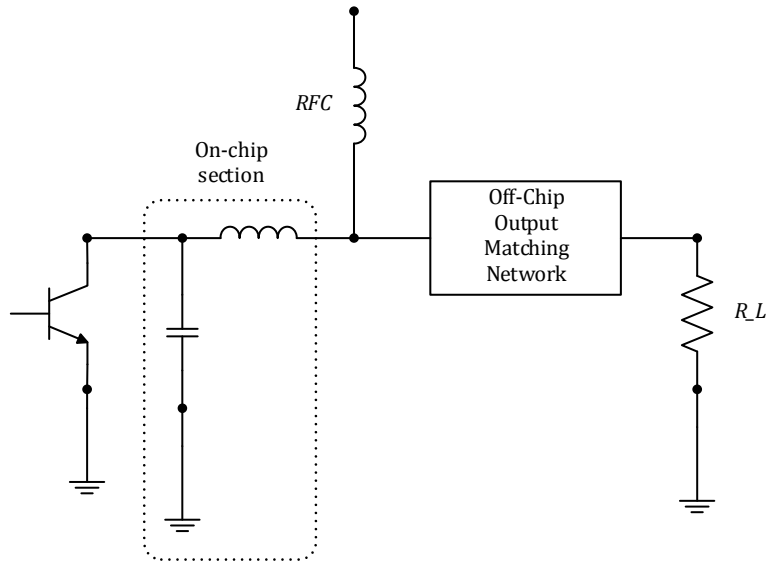 RFC
On-chip
section
Off-Chip
Output
Matching
Network
R_L